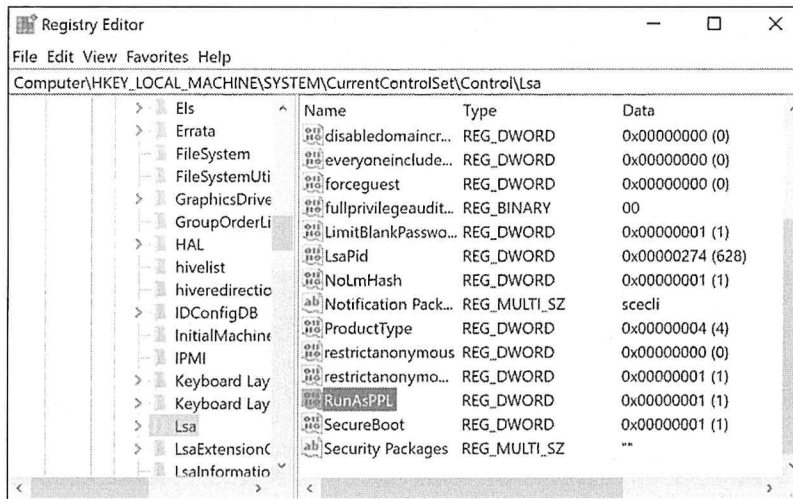 Registry Editor
File Edit View Favorites Help
Computer\HKEY_LOCAL_MACHINE\SYSTEM\CurrentControlSet\Control\Lsa
Els
Errata
FileSystem
FileSystemUti
GraphicsDrive
GroupOrderLi
HAL
hivelist
hiveredirectio
IDConfigDB
InitialMachine
IPMI
Keyboard Lay
Keyboard Lay
Lsa
LsaExtensionC
LsaInformatio
Name Type Data
disabledomaincr... REG_DWORD 0x00000000 (0)
everyoneinclude... REG_DWORD 0x00000000 (0)
forceguest REG_DWORD 0x00000000 (0)
fullprivilegeaudit... REG_BINARY 00
LimitBlankPasswo... REG_DWORD 0x00000001 (1)
LsaPid REG_DWORD 0x00000274 (628)
NoLmHash REG_DWORD 0x00000001 (1)
Notification Pack... REG_MULTI_SZ scecli
ProductType REG_DWORD 0x00000004 (4)
restrictanonymous REG_DWORD 0x00000000 (0)
restrictanonymo... REG_DWORD 0x00000001 (1)
RunAsPPL REG_DWORD 0x00000001 (1)
SecureBoot REG_DWORD 0x00000001 (1)
Security Packages REG_MULTI_SZ ""